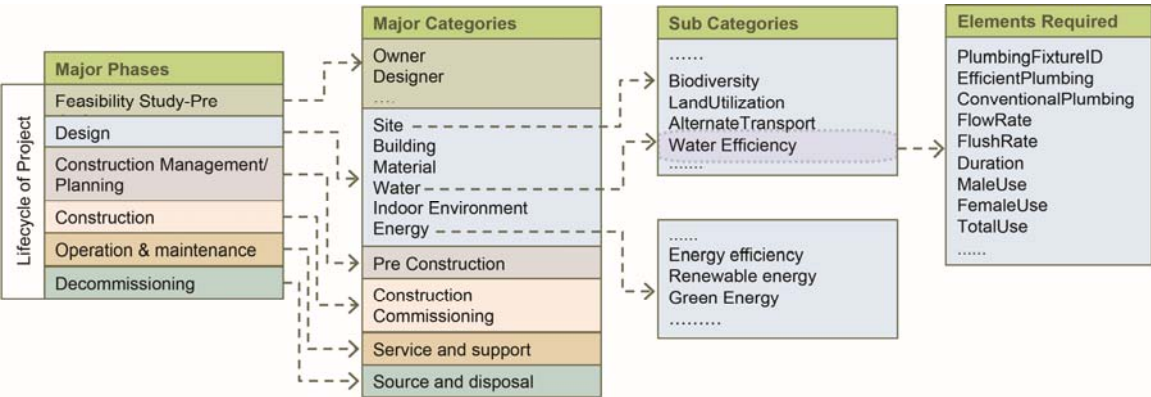 Lifecycle of Project
Major Phases
Feasibility Study-Pre
Design
Construction Management/
Planning
Construction
Operation & maintenance
Decommissioning
Major Categories
Owner
Designer
....
Site
Building
Material
Water
Indoor Environment
Energy
Pre Construction
Construction
Commissioning
Service and support
Source and disposal
Sub Categories
......
Biodiversity
LandUtilization
AlternateTransport
Water Efficiency
.......
......
Energy efficiency
Renewable energy
Green Energy
.........
Elements Required
PlumbingFixtureID
EfficientPlumbing
ConventionalPlumbing
FlowRate
FlushRate
Duration
MaleUse
FemaleUse
TotalUse
......